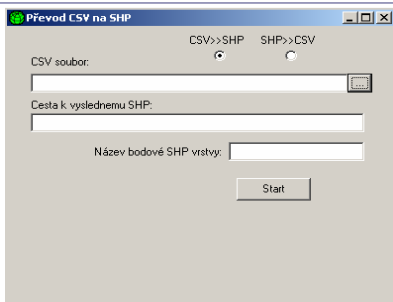 Převod CSV na SHP
CSV>>SHP SHP>>CSV
CSV soubor:
...
Cesta k vyslednemu SHP:
Název bodové SHP vrstvy:
Start